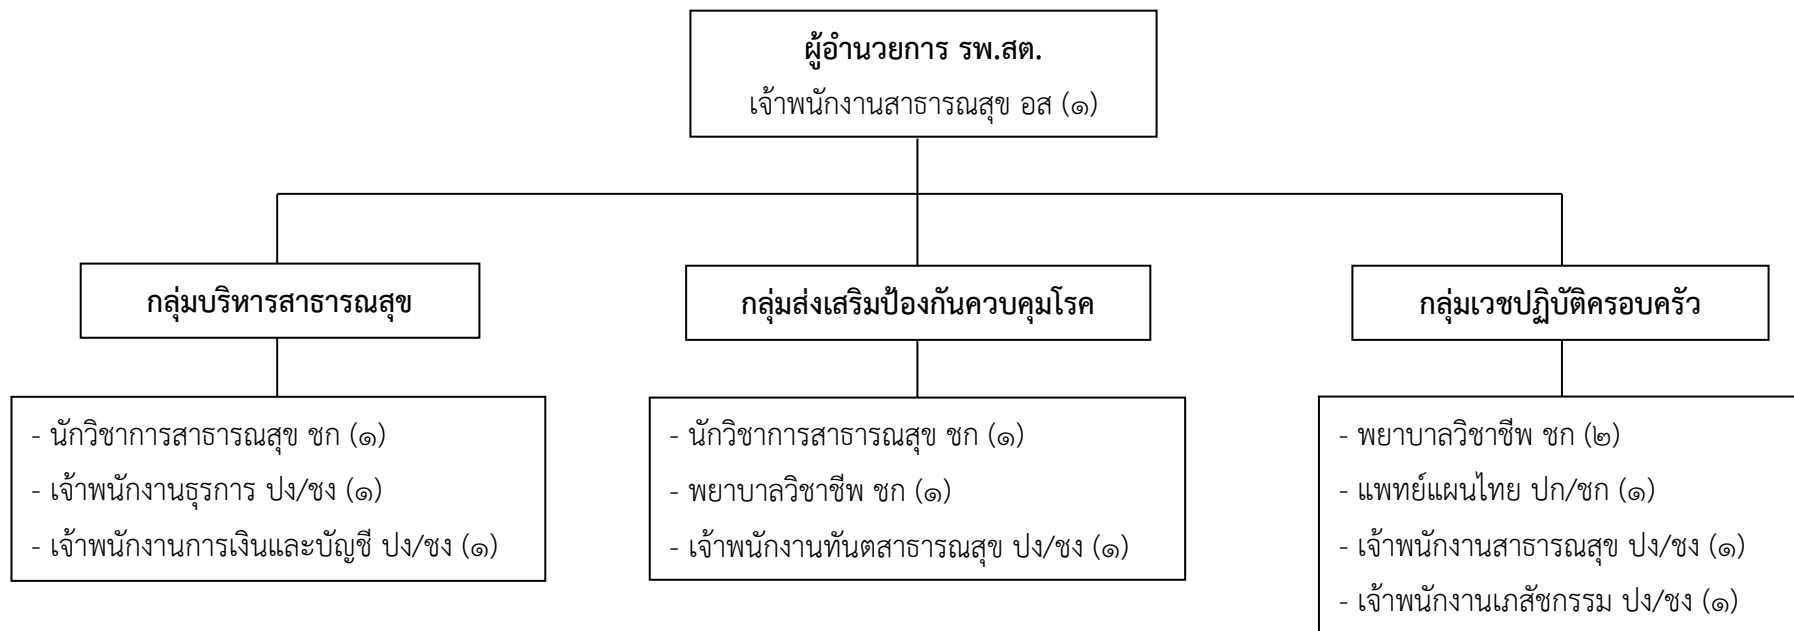 ผู้อำนวยการ รพ.สต.
เจ้าพนักงานสาธารณสุข อส (๑)
กลุ่มบริหารสาธารณสุข
- นักวิชาการสาธารณสุข ชก (๑)
- เจ้าพนักงานธุรการ ปง/ชง (๑)
- เจ้าพนักงานการเงินและบัญชี ปง/ชง (๑)
กลุ่มส่งเสริมป้องกันควบคุมโรค
- นักวิชาการสาธารณสุข ชก (๑)
- พยาบาลวิชาชีพ ชก (๑)
- เจ้าพนักงานทันตสาธารณสุข ปง/ชง (๑)
กลุ่มเวชปฏิบัติครอบครัว
- พยาบาลวิชาชีพ ชก (๒)
- แพทย์แผนไทย ปก/ชก (๑)
- เจ้าพนักงานสาธารณสุข ปง/ชง (๑)
- เจ้าพนักงานเภสัชกรรม ปง/ชง (๑)